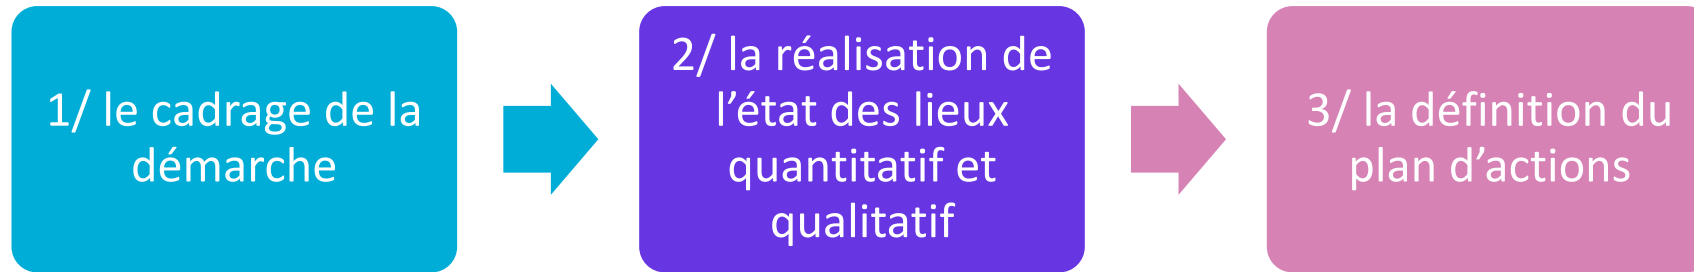 1/ le cadrage de la
démarche
2/ la réalisation de
l’état des lieux
quantitatif et
qualitatif
3/ la définition du
plan d’actions